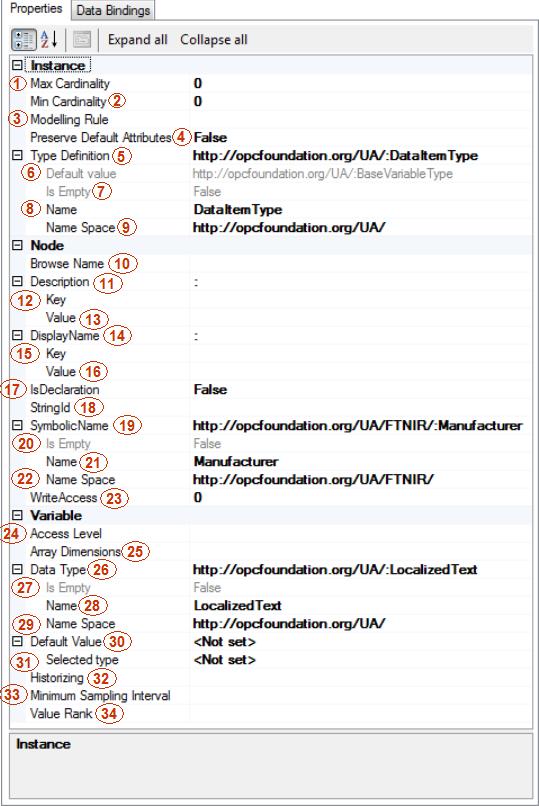 Properties Data Bindings
A Z Expand all Collapse all
Instance
1 Max Cardinality 0
Min Cardinality 2 0
3 Modelling Rule
Preserve Default Attributes 4 False
Type Definition 5 http://opcfoundation.org/UA/:DataItemType
6 Default value http://opcfoundation.org/UA/:BaseVariableType
Is Empty 7 False
8 Name DataItemType
Name Space 9 http://opcfoundation.org/UA/
Node
Browse Name 10
Description 11 :
12 Key
Value 13
DisplayName 14 :
15 Key
Value 16
17 IsDeclaration False
StringId 18
SymbolicName 19 http://opcfoundation.org/UA/FTNIR/:Manufacturer
20 Is Empty False
Name 21 Manufacturer
22 Name Space http://opcfoundation.org/UA/FTNIR/
WriteAccess 23 0
Variable
24 Access Level
Array Dimensions 25
Data Type 26 http://opcfoundation.org/UA/:LocalizedText
27 Is Empty False
Name 28 LocalizedText
29 Name Space http://opcfoundation.org/UA/
Default Value 30 <Not set>
31 Selected type <Not set>
Historizing 32
33 Minimum Sampling Interval
Value Rank 34
Instance